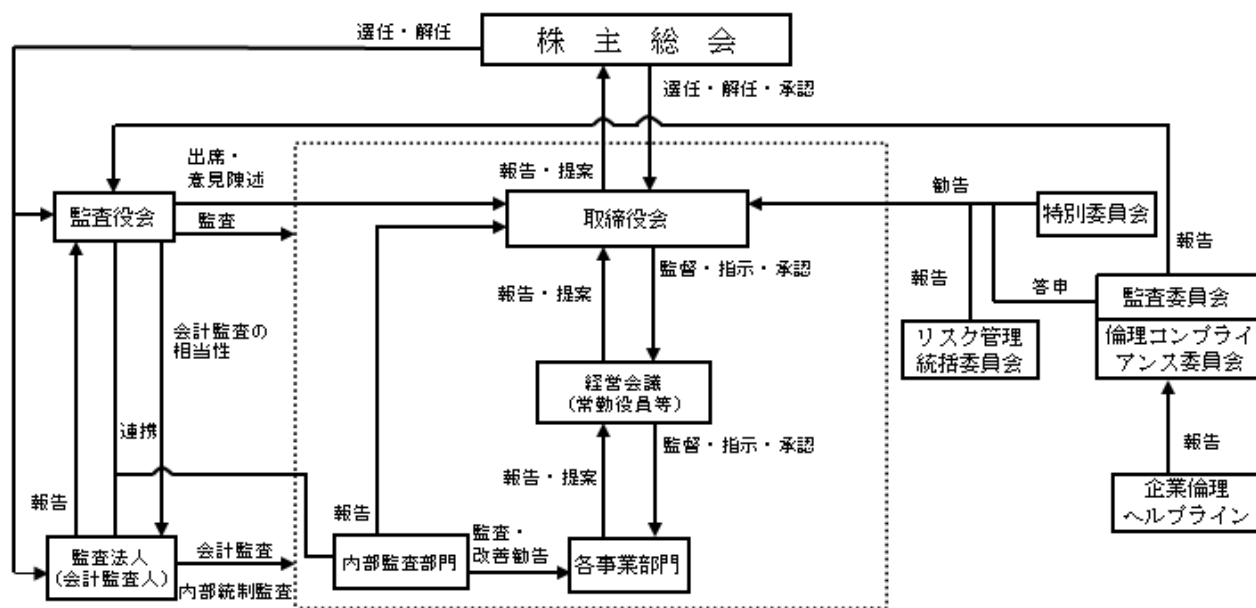 選任・解任
株 主 総 会
選任・解任・承認
出席・
意見陳述
報告・提案
勧告
監査役会
監査
取締役会
特別委員会
報告
監督・指示・承認
報告・提案
報告
答申
監査委員会
会計監査の
相当性
リスク管理
統括委員会
倫理コンプライ
アンス委員会
経営会議
(常勤役員等)
連携
監督・指示・承認
報告
報告・提案
企業倫理
ヘルプライン
報告
報告
監査・
改善勧告
監査法人
(会計監査人)
会計監査
内部統制監査
内部監査部門
各事業部門